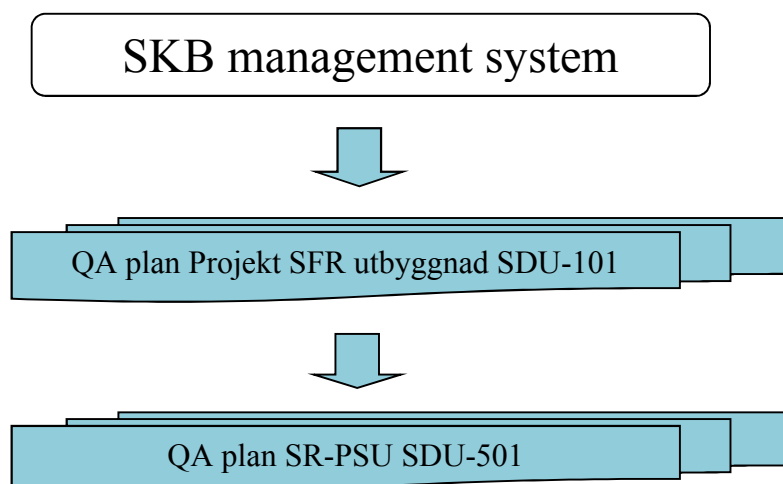 SKB management system
QA plan Projekt SFR utbyggnad SDU-101
QA plan SR-PSU SDU-501